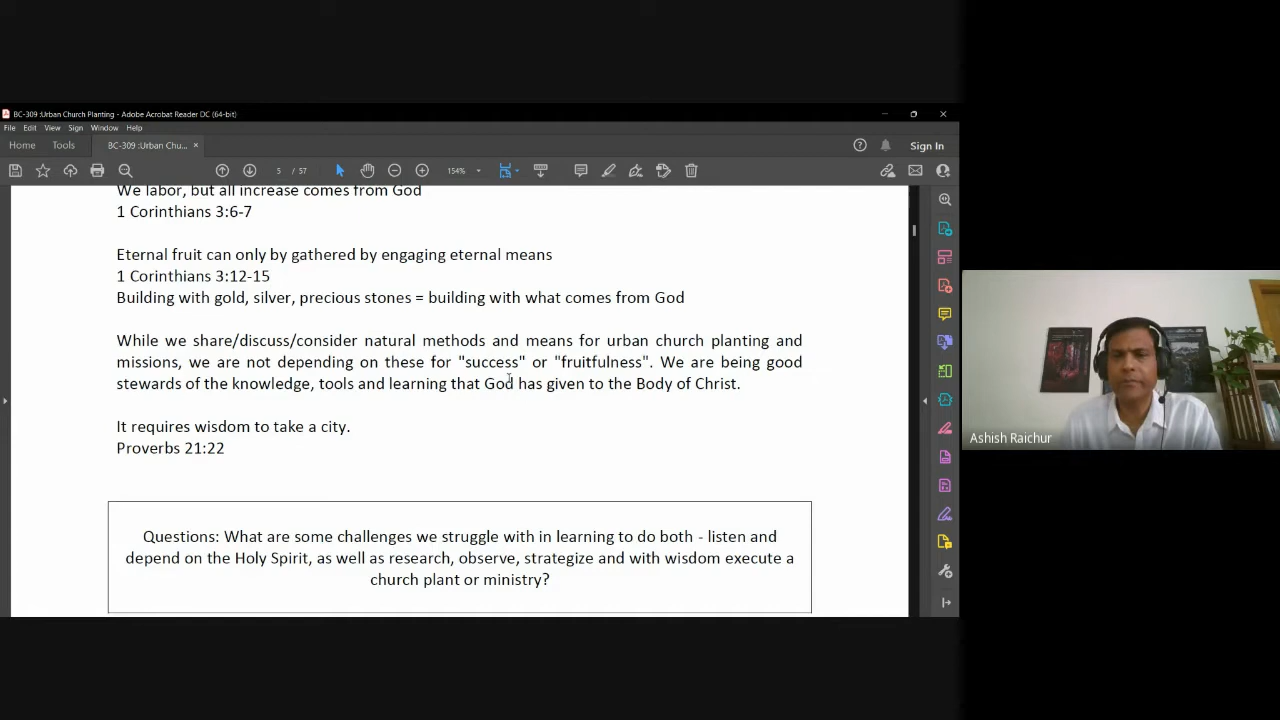 BC-309 :Urban Church Planting - Adobe Acrobat Reader DC (64-bit)
File Edit View Sign Window Help
Home Tools BC-309 :Urban Chu... × Sign In
5 / 57 154%
We labor, but all increase comes from God
1 Corinthians 3:6-7
Eternal fruit can only by gathered by engaging eternal means
1 Corinthians 3:12-15
Building with gold, silver, precious stones = building with what comes from God
While we share/discuss/consider natural methods and means for urban church planting and
missions, we are not depending on these for "success" or "fruitfulness". We are being good
stewards of the knowledge, tools and learning that God has given to the Body of Christ.
It requires wisdom to take a city.
Proverbs 21:22
Questions: What are some challenges we struggle with in learning to do both - listen and
depend on the Holy Spirit, as well as research, observe, strategize and with wisdom execute a
church plant or ministry?
Ashish Raichur